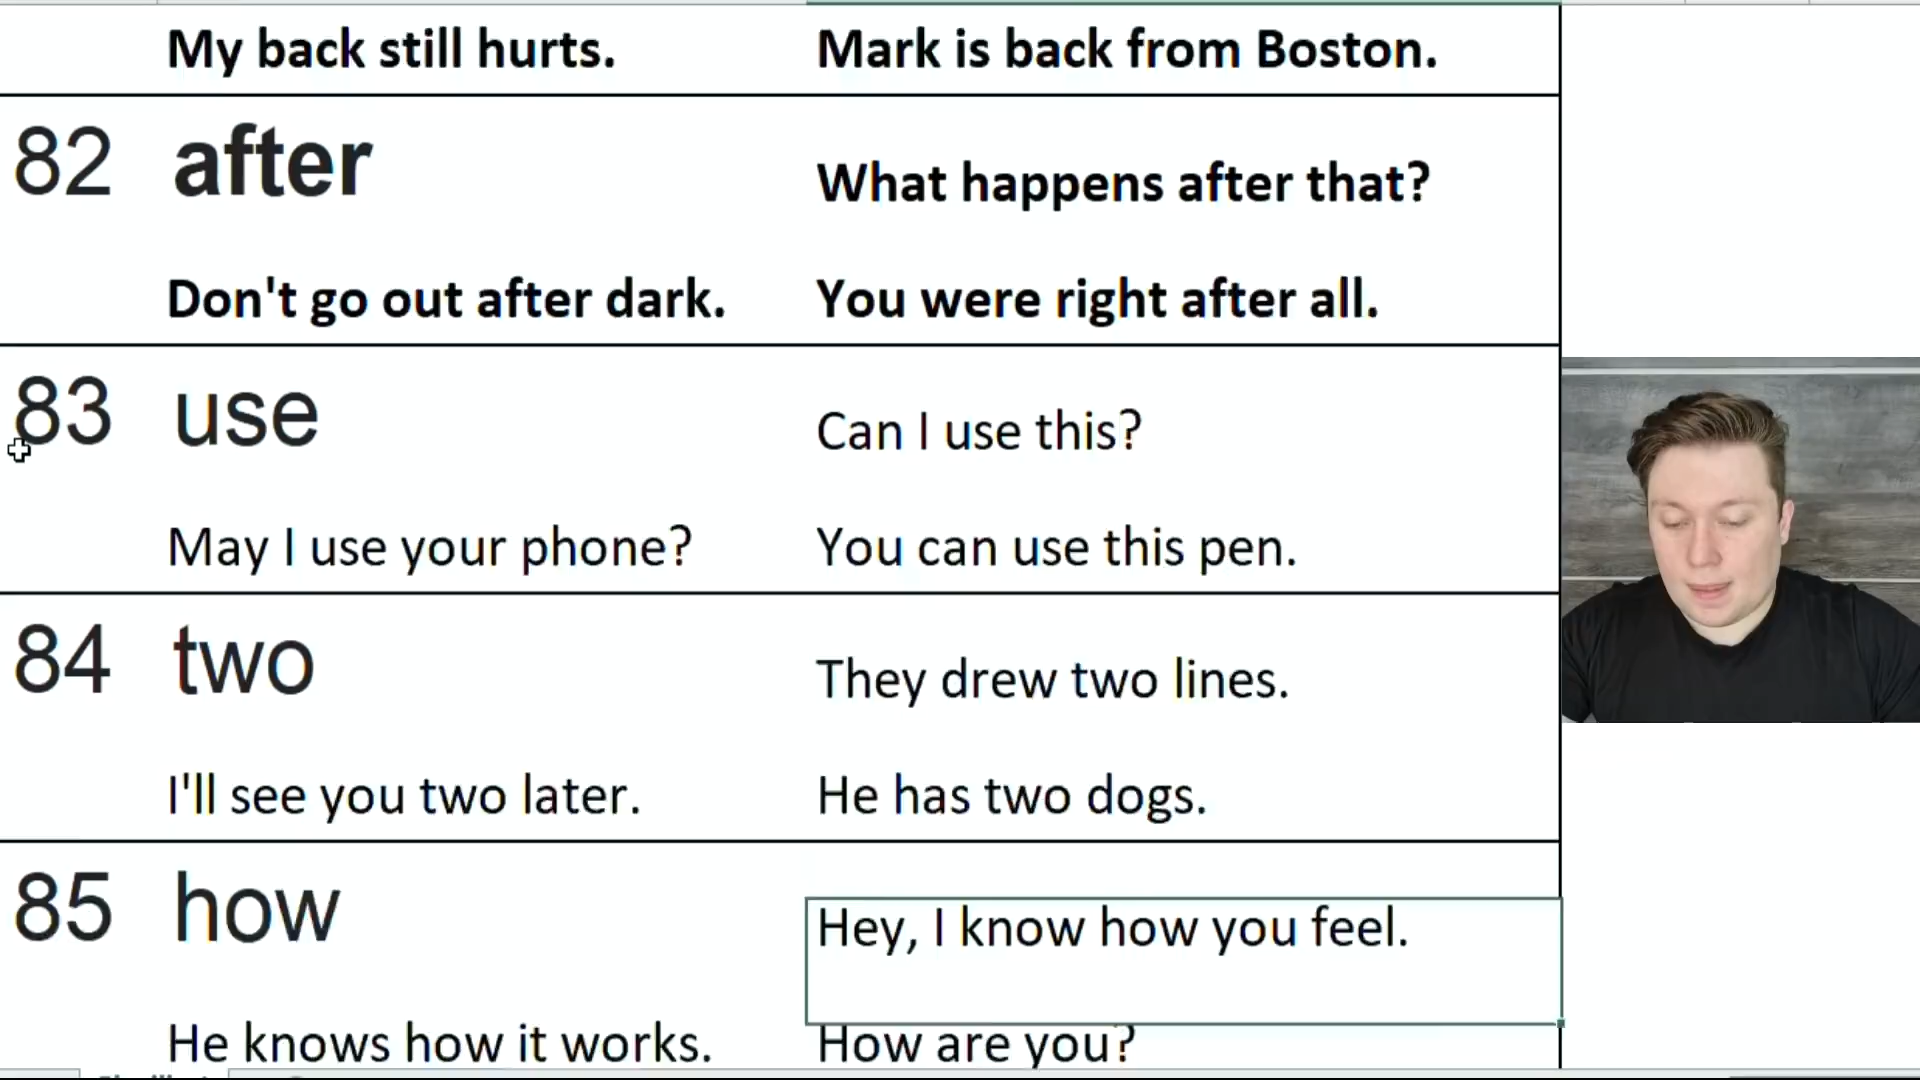 My back still hurts. Mark is back from Boston.
82 after What happens after that?
Don't go out after dark. You were right after all.
83 use Can I use this?
May I use your phone? You can use this pen.
84 two They drew two lines.
I'll see you two later. He has two dogs.
85 how Hey, I know how you feel.
He knows how it works. How are you?